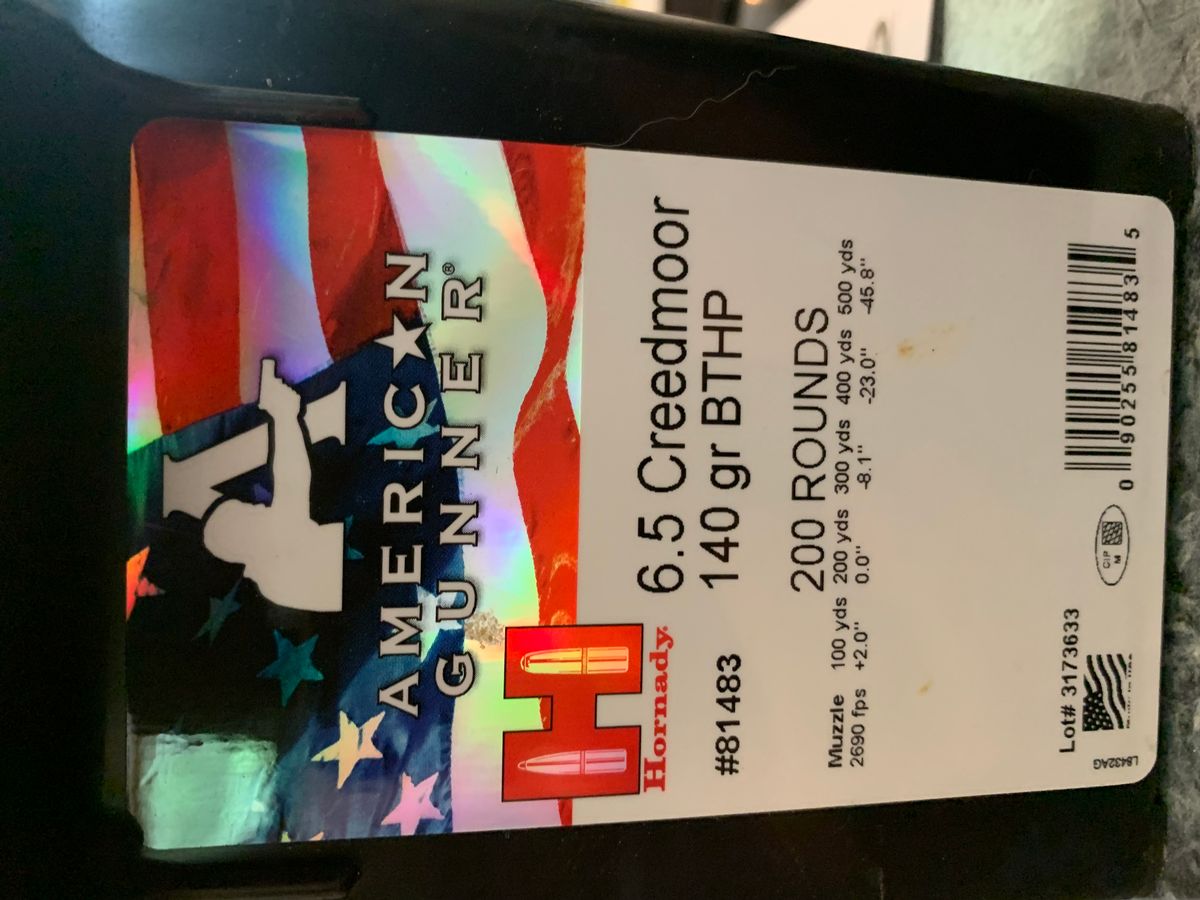 AMERIC★N
GUNNER®
Hornady.
6.5 Creedmoor
#81483
140 gr BTHP
200 ROUNDS
Muzzle 100 yds 200 yds 300 yds 400 yds 500 yds
2690 fps +2.0" 0.0" -8.1" -23.0" -45.8"
Lot# 3173633
CIP
M
0 90255 81483 5
L8432AG